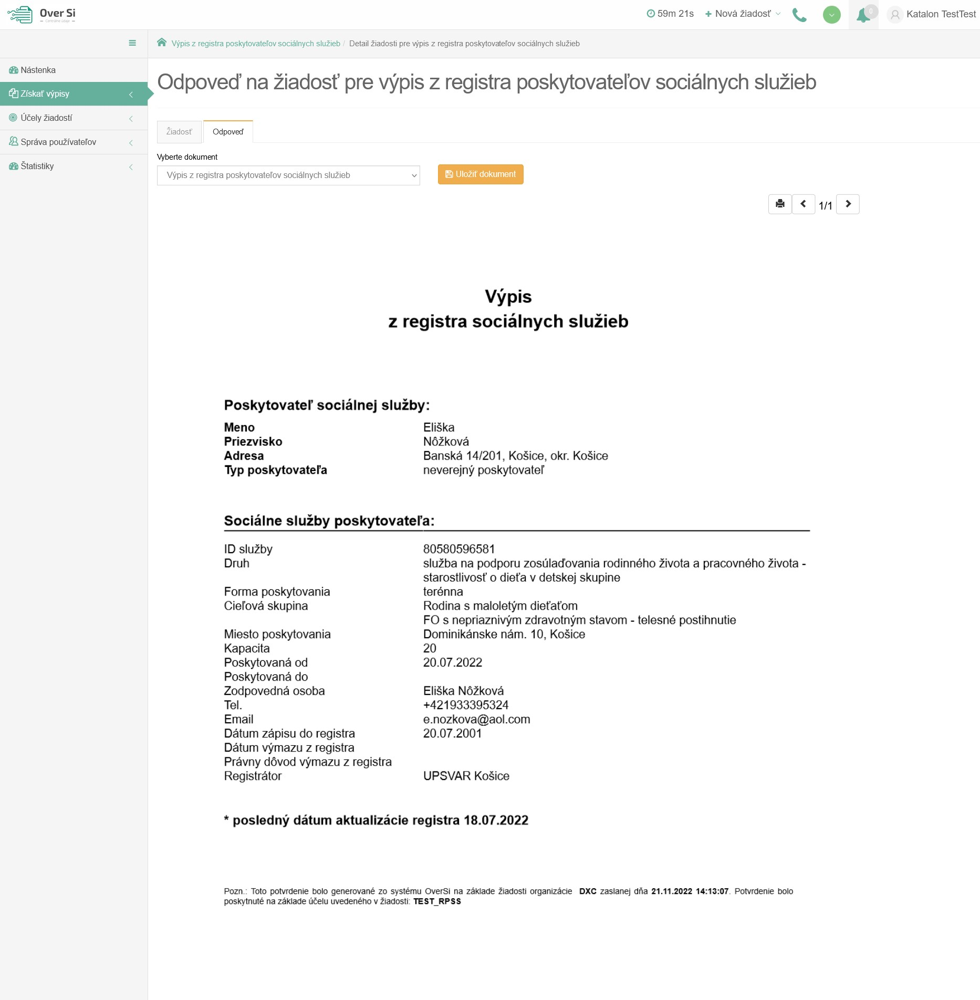 Over Si
Centrálne údaje
59m 21s
Nová žiadosť
0
Katalon TestTest
Výpis z registra poskytovateľov sociálnych služieb / Detail žiadosti pre výpis z registra poskytovateľov sociálnych služieb
Nástenka
Získať výpisy
Účely žiadostí
Správa používateľov
Štatistiky
Odpoveď na žiadosť pre výpis z registra poskytovateľov sociálnych služieb
Žiadosť
Odpoveď
Vyberte dokument
Výpis z registra poskytovateľov sociálnych služieb
Uložiť dokument
1/1
Výpis
z registra sociálnych služieb
Poskytovateľ sociálnej služby:
Meno Eliška
Priezvisko Nôžková
Adresa Banská 14/201, Košice, okr. Košice
Typ poskytovateľa neverejný poskytovateľ
Sociálne služby poskytovateľa:
ID služby 80580596581
Druh služba na podporu zosúlaďovania rodinného života a pracovného života -
starostlivosť o dieťa v detskej skupine
Forma poskytovania terénna
Cieľová skupina Rodina s maloletým dieťaťom
FO s nepriaznivým zdravotným stavom - telesné postihnutie
Miesto poskytovania Dominikánske nám. 10, Košice
Kapacita 20
Poskytovaná od 20.07.2022
Poskytovaná do
Zodpovedná osoba Eliška Nôžková
Tel. +421933395324
Email e.nozkova@aol.com
Dátum zápisu do registra 20.07.2001
Dátum výmazu z registra
Právny dôvod výmazu z registra
Registrátor UPSVAR Košice
* posledný dátum aktualizácie registra 18.07.2022
Pozn.: Toto potvrdenie bolo generované zo systému OverSi na základe žiadosti organizácie DXC zaslanej dňa 21.11.2022 14:13:07. Potvrdenie bolo
poskytnuté na základe účelu uvedeného v žiadosti: TEST_RPSS